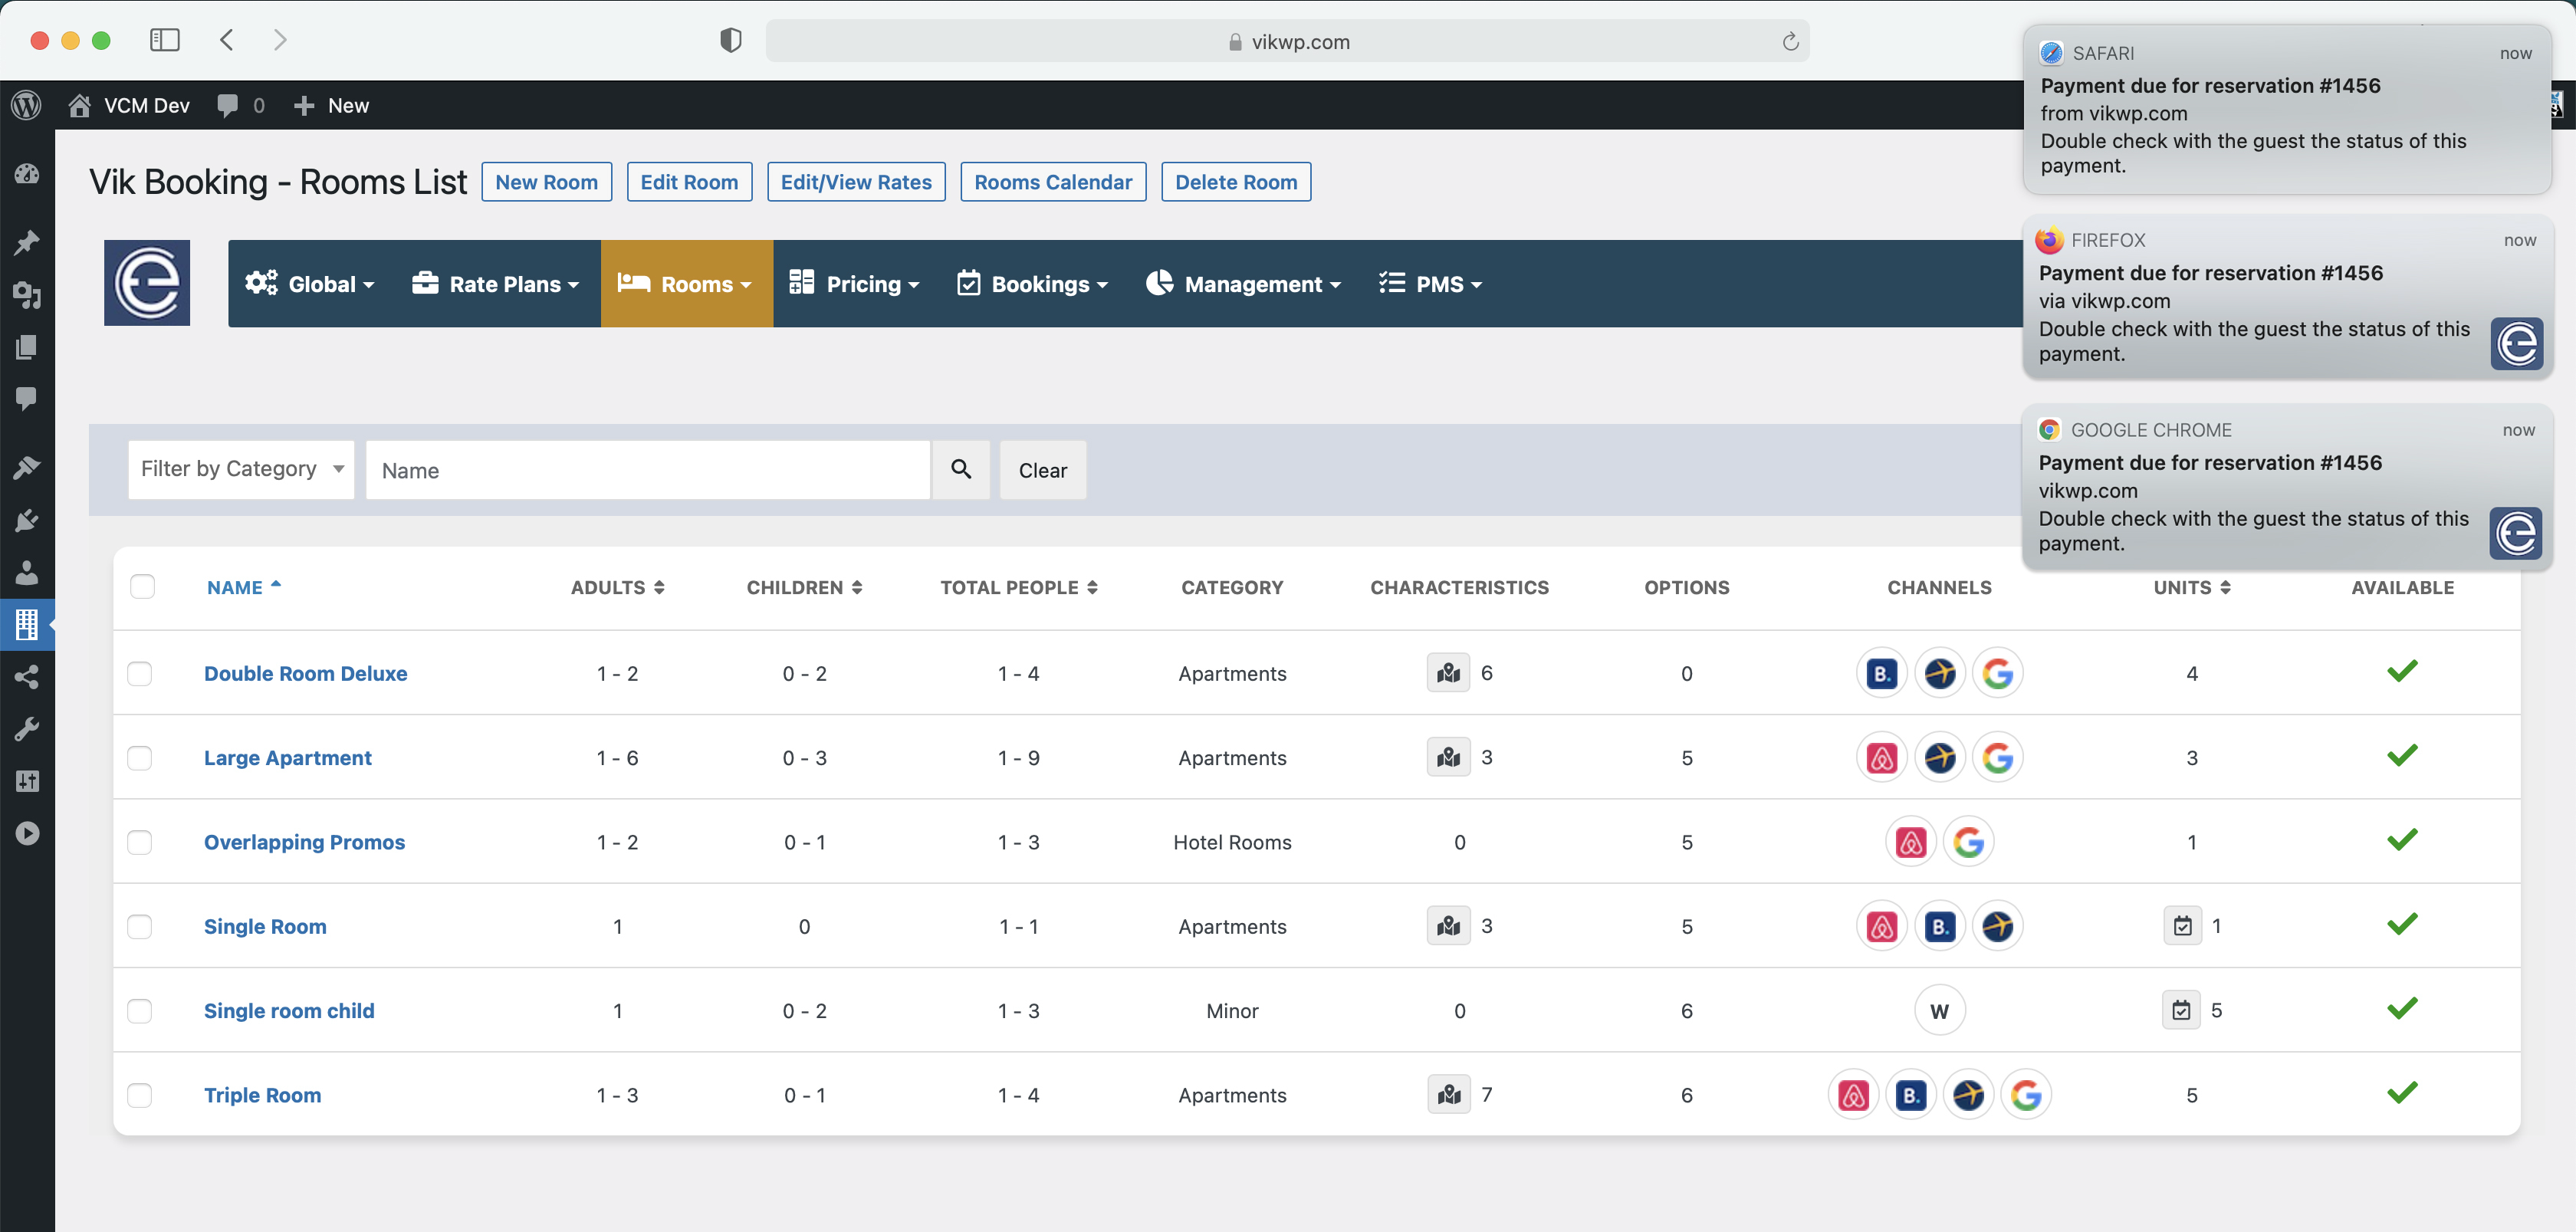 vikwp.com
VCM Dev
0
New
Vik Booking - Rooms List
New Room
Edit Room
Edit/View Rates
Rooms Calendar
Delete Room
Global
Rate Plans
Rooms
Pricing
Bookings
Management
PMS
SAFARI now
Payment due for reservation #1456
from vikwp.com
Double check with the guest the status of this
payment.
FIREFOX now
Payment due for reservation #1456
via vikwp.com
Double check with the guest the status of this
payment.
GOOGLE CHROME now
Payment due for reservation #1456
vikwp.com
Double check with the guest the status of this
payment.
Filter by Category Name Clear
NAME ADULTS CHILDREN TOTAL PEOPLE CATEGORY CHARACTERISTICS OPTIONS CHANNELS UNITS AVAILABLE
Double Room Deluxe 1 - 2 0 - 2 1 - 4 Apartments 6 0 B. G 4
Large Apartment 1 - 6 0 - 3 1 - 9 Apartments 3 5 G 3
Overlapping Promos 1 - 2 0 - 1 1 - 3 Hotel Rooms 0 5 G 1
Single Room 1 0 1 - 1 Apartments 3 5 B. 1
Single room child 1 0 - 2 1 - 3 Minor 0 6 W 5
Triple Room 1 - 3 0 - 1 1 - 4 Apartments 7 6 B. G 5